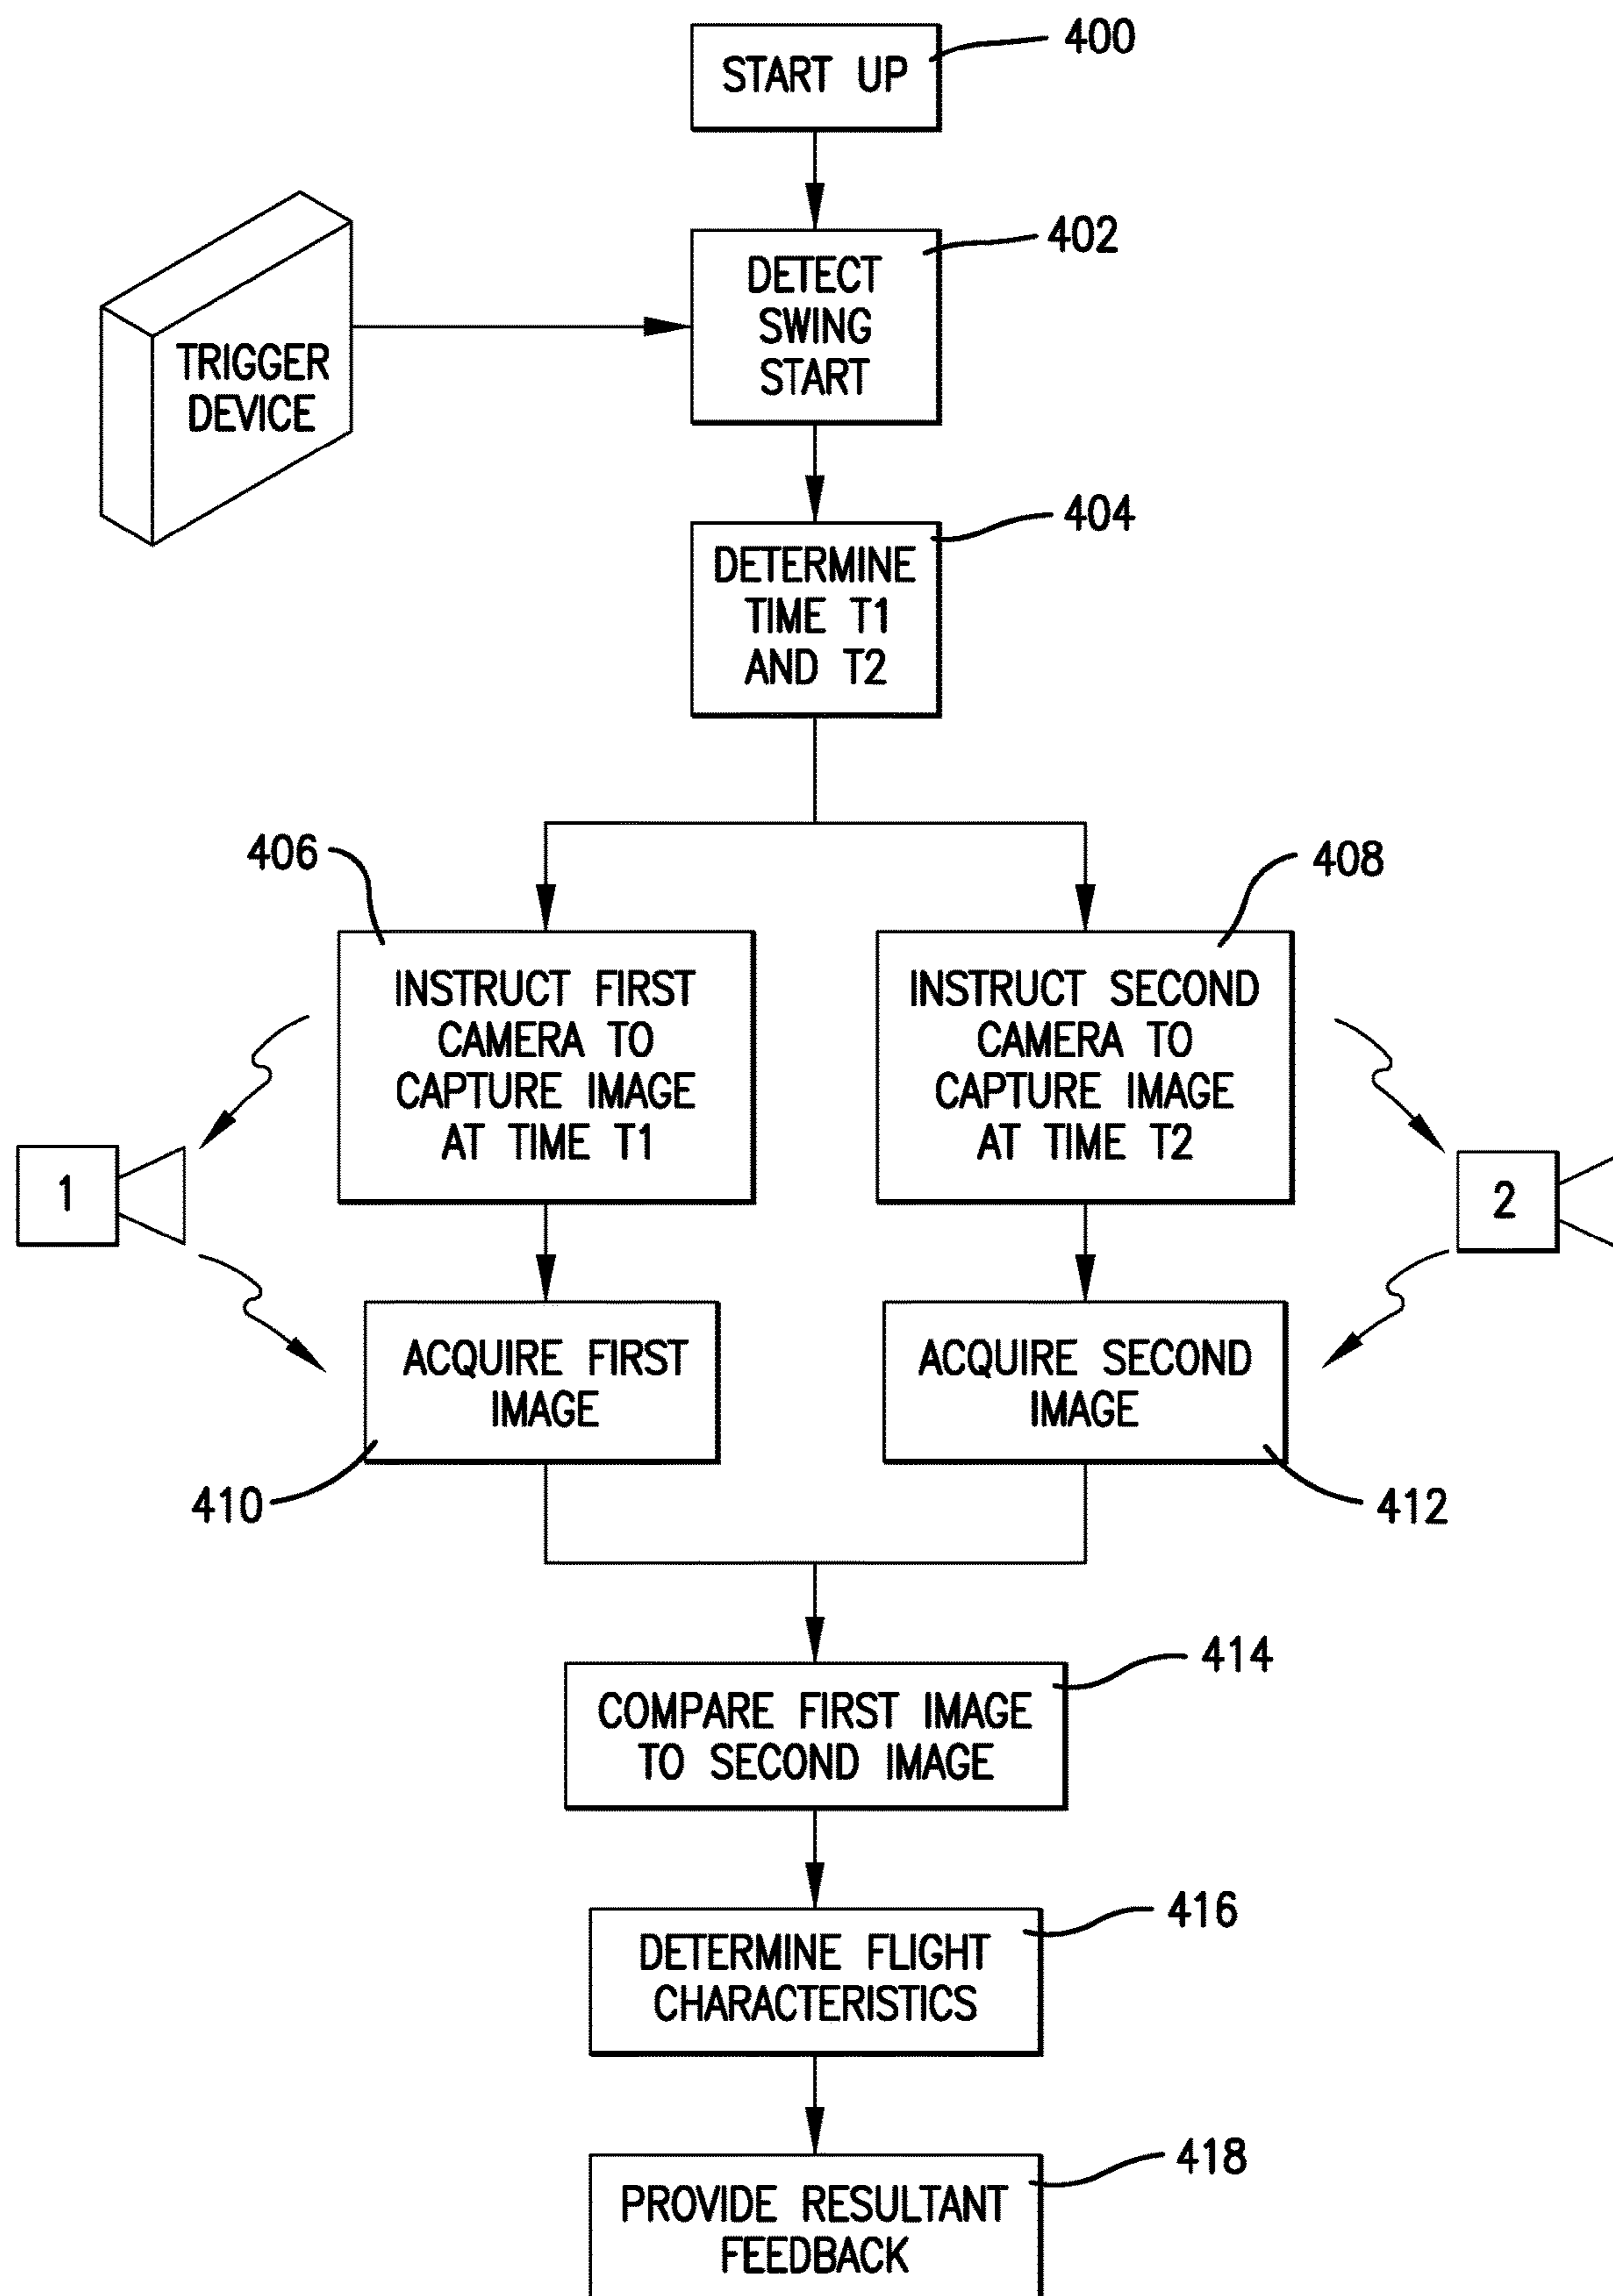 START UP
400
DETECT
SWING
START
402
TRIGGER
DEVICE
DETERMINE
TIME T1
AND T2
404
406
INSTRUCT FIRST
CAMERA TO
CAPTURE IMAGE
AT TIME T1
408
INSTRUCT SECOND
CAMERA TO
CAPTURE IMAGE
AT TIME T2
1
2
ACQUIRE FIRST
IMAGE
410
ACQUIRE SECOND
IMAGE
412
COMPARE FIRST IMAGE
TO SECOND IMAGE
414
DETERMINE FLIGHT
CHARACTERISTICS
416
PROVIDE RESULTANT
FEEDBACK
418